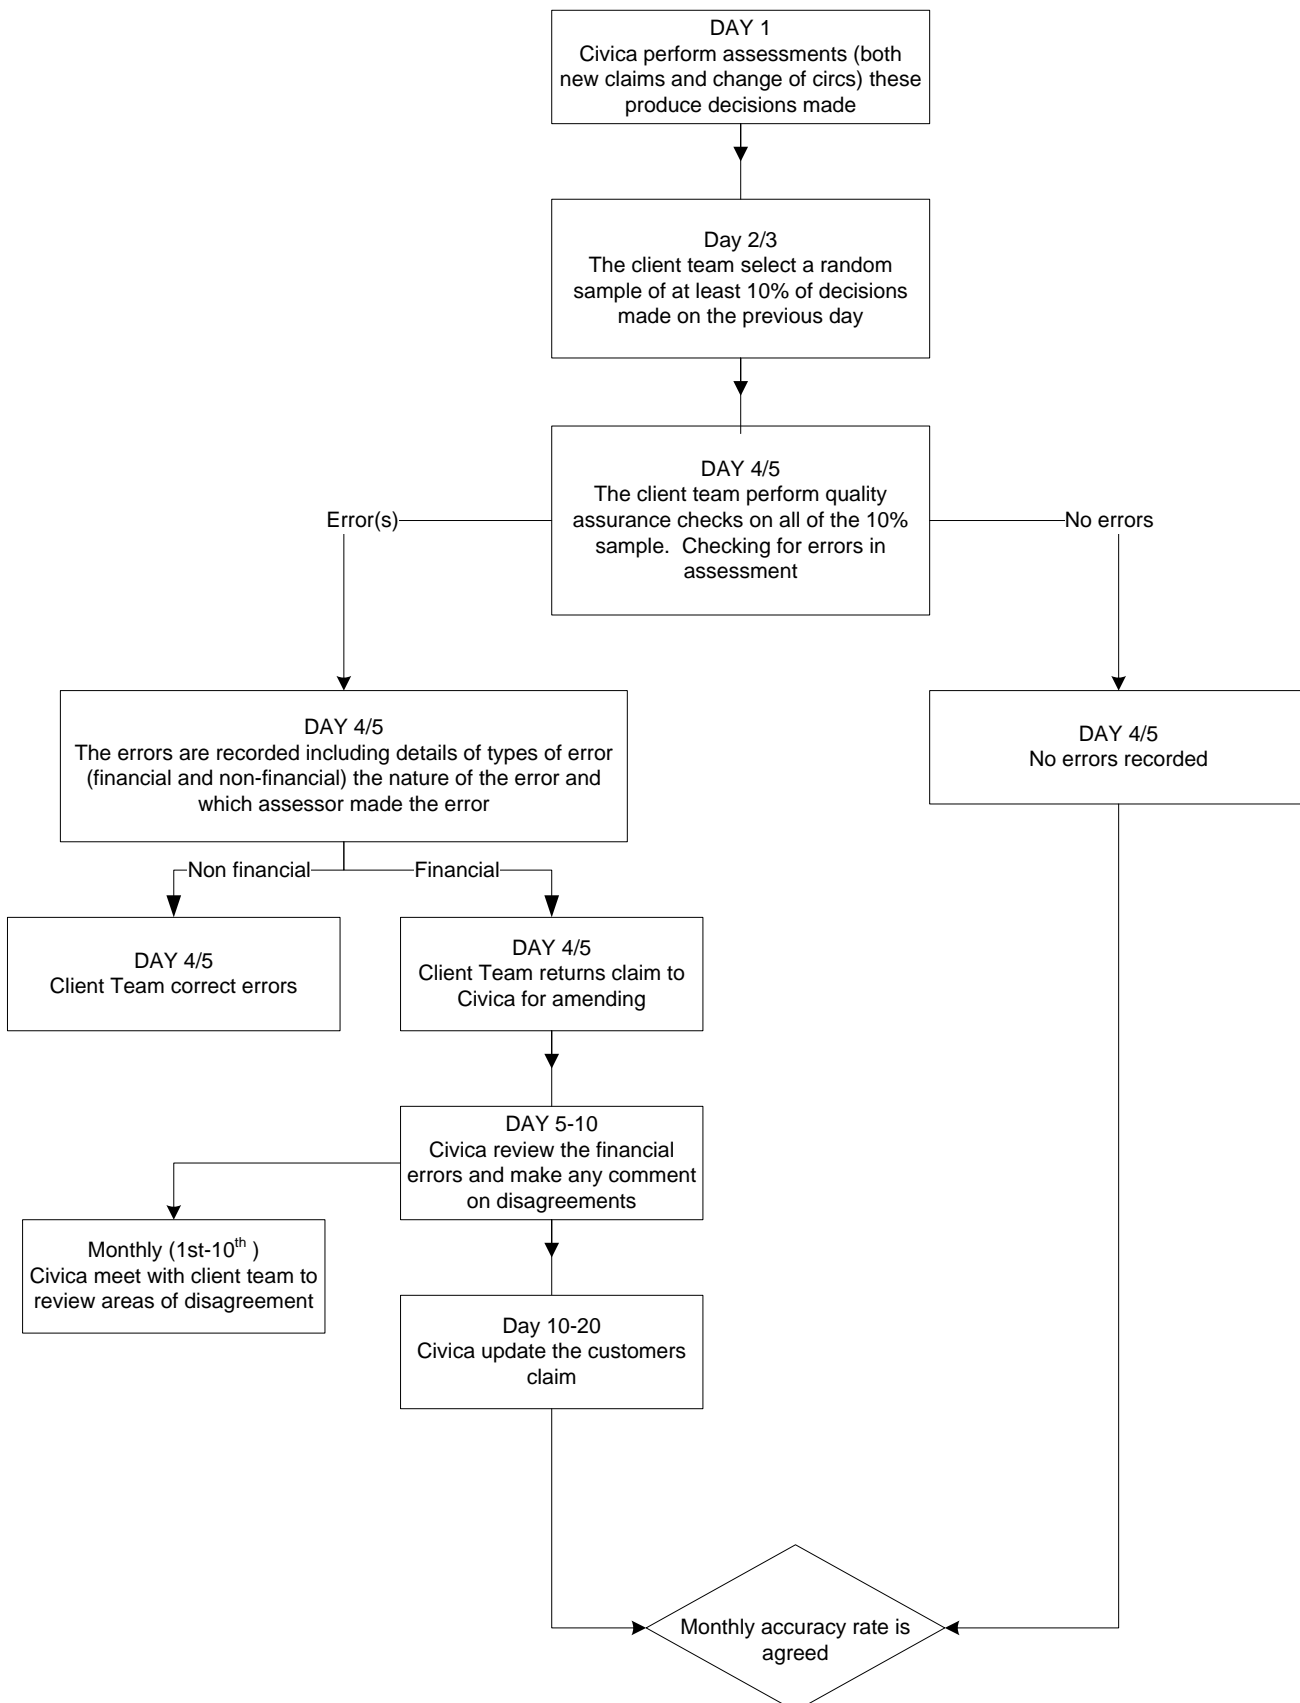 DAY 1
Civica perform assessments (both
new claims and change of circs) these
produce decisions made
Day 2/3
The client team select a random
sample of at least 10% of decisions
made on the previous day
DAY 4/5
The client team perform quality
assurance checks on all of the 10%
sample.  Checking for errors in
assessment
Error(s)
No errors
DAY 4/5
The errors are recorded including details of types of error
(financial and non-financial) the nature of the error and
which assessor made the error
DAY 4/5
No errors recorded
Non financial
Financial
DAY 4/5
Client Team correct errors
DAY 4/5
Client Team returns claim to
Civica for amending
DAY 5-10
Civica review the financial
errors and make any comment
on disagreements
Monthly (1st-10th )
Civica meet with client team to
review areas of disagreement
Day 10-20
Civica update the customers
claim
Monthly accuracy rate is
agreed